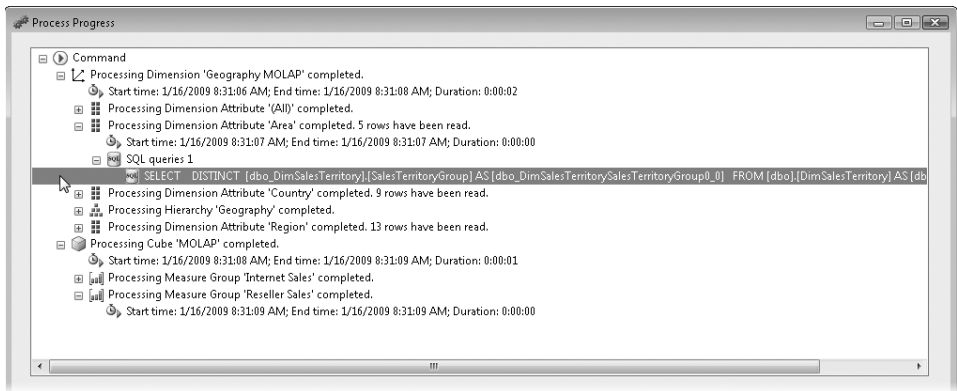 Process Progress
Command
Processing Dimension 'Geography MOLAP' completed.
Start time: 1/16/2009 8:31:06 AM; End time: 1/16/2009 8:31:08 AM; Duration: 0:00:02
Processing Dimension Attribute '(All)' completed.
Processing Dimension Attribute 'Area' completed. 5 rows have been read.
Start time: 1/16/2009 8:31:07 AM; End time: 1/16/2009 8:31:07 AM; Duration: 0:00:00
SQL queries 1
SELECT DISTINCT [dbo_DimSalesTerritory].[SalesTerritoryGroup] AS [dbo_DimSalesTerritorySalesTerritoryGroup0_0] FROM [dbo].[DimSalesTerritory] AS [db
Processing Dimension Attribute 'Country' completed. 9 rows have been read.
Processing Hierarchy 'Geography' completed.
Processing Dimension Attribute 'Region' completed. 13 rows have been read.
Processing Cube 'MOLAP' completed.
Start time: 1/16/2009 8:31:08 AM; End time: 1/16/2009 8:31:09 AM; Duration: 0:00:01
Processing Measure Group 'Internet Sales' completed.
Processing Measure Group 'Reseller Sales' completed.
Start time: 1/16/2009 8:31:09 AM; End time: 1/16/2009 8:31:09 AM; Duration: 0:00:00